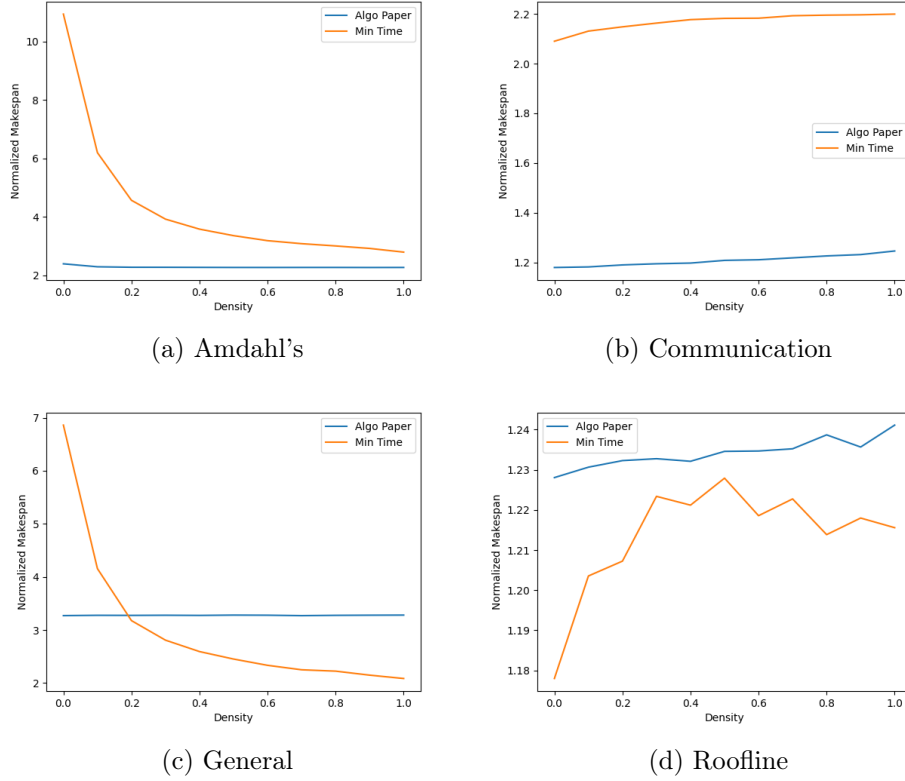 Algo Paper
Min Time
Normalized Makespan
10
8
6
4
2
0.0 0.2 0.4 0.6 0.8 1.0
Density
(a) Amdahl's
2.2
2.0
1.8
1.6
1.4
1.2
Normalized Makespan
Algo Paper
Min Time
0.0 0.2 0.4 0.6 0.8 1.0
Density
(b) Communication
7
6
5
4
3
2
Normalized Makespan
Algo Paper
Min Time
0.0 0.2 0.4 0.6 0.8 1.0
Density
(c) General
1.24
1.23
1.22
1.21
1.20
1.19
1.18
Normalized Makespan
Algo Paper
Min Time
0.0 0.2 0.4 0.6 0.8 1.0
Density
(d) Roofline